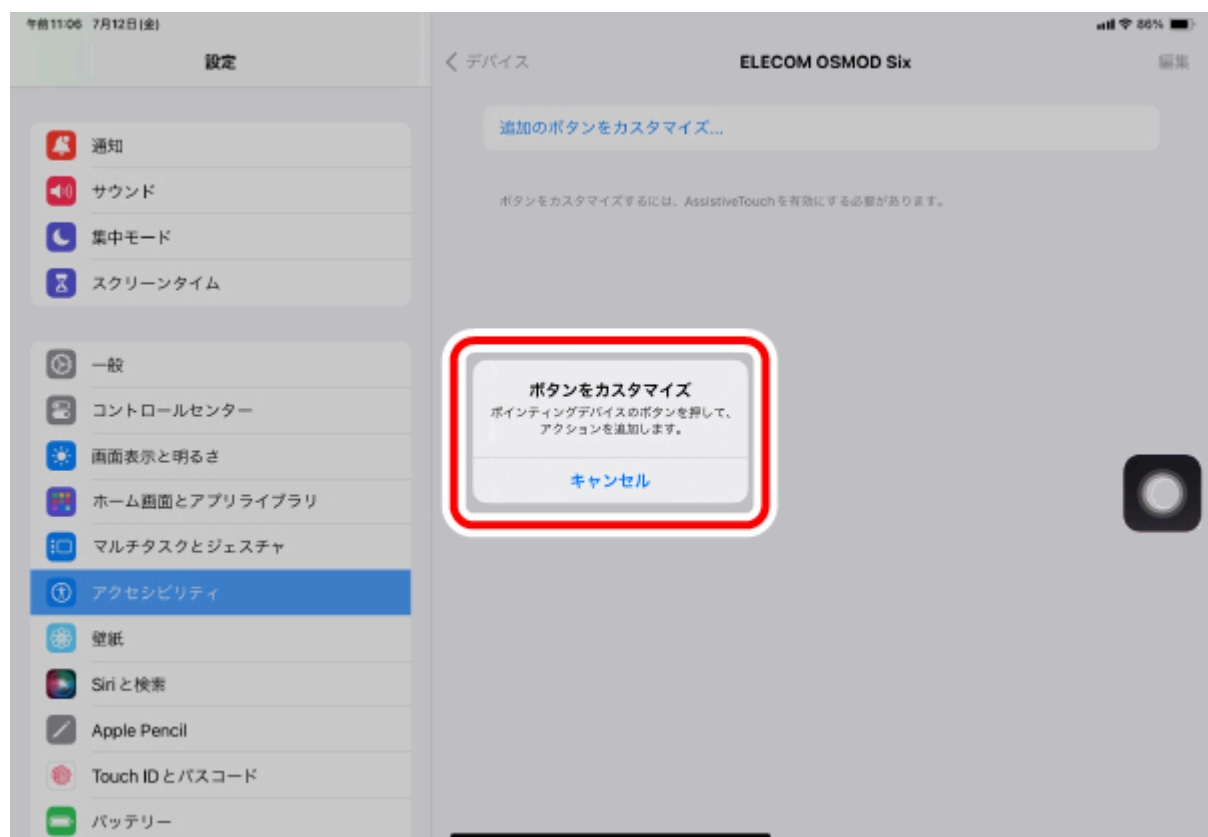 午前11:06 7月12日(金)
86%
設定
デバイス
ELECOM OSMOD Six
編集
通知
サウンド
集中モード
スクリーンタイム
一般
コントロールセンター
画面表示と明るさ
ホーム画面とアプリライブラリ
マルチタスクとジェスチャ
アクセシビリティ
壁紙
Siriと検索
Apple Pencil
Touch IDとパスコード
バッテリー
追加のボタンをカスタマイズ...
ボタンをカスタマイズするには、AssistiveTouchを有効にする必要があります。
ボタンをカスタマイズ
ポインティングデバイスのボタンを押して、
アクションを追加します。
キャンセル